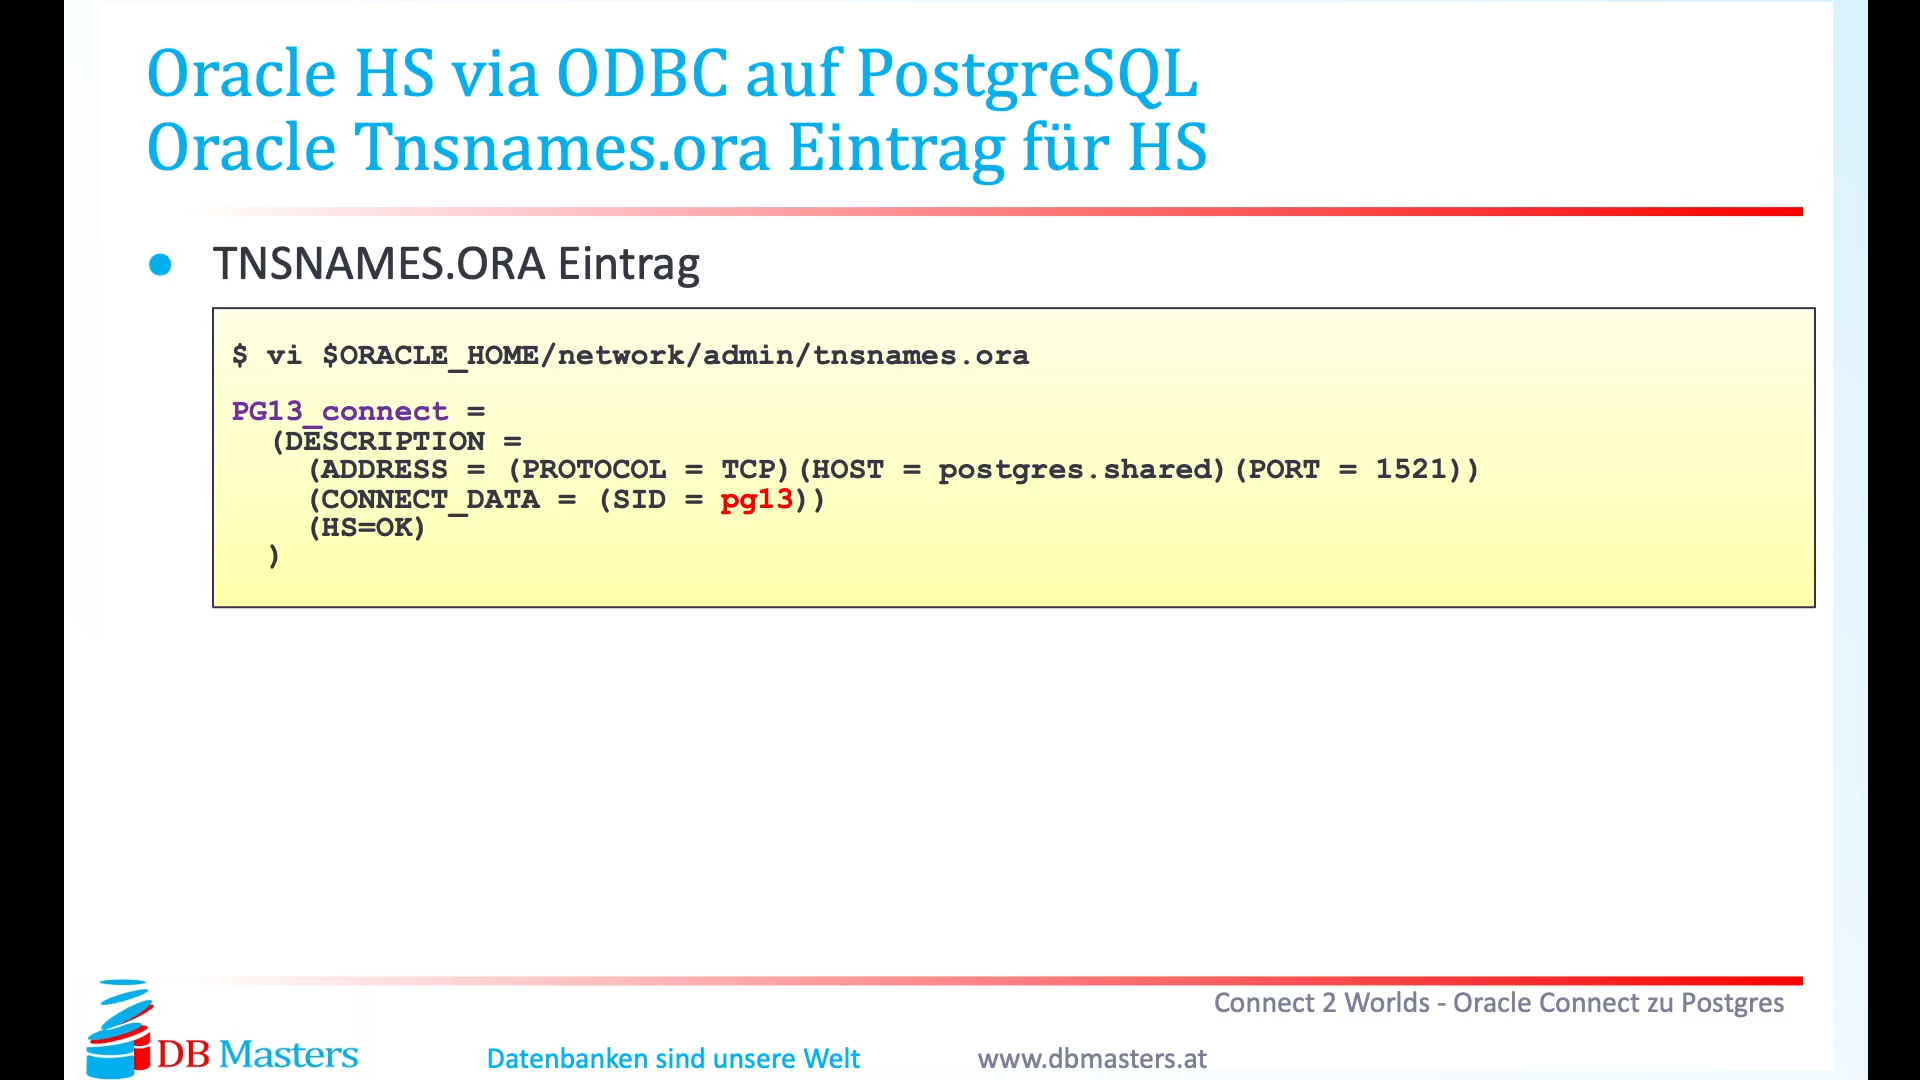 Oracle HS via ODBC auf PostgreSQL
Oracle Tnsnames.ora Eintrag für HS
TNSNAMES.ORA Eintrag
$ vi $ORACLE_HOME/network/admin/tnsnames.ora
PG13_connect =
(DESCRIPTION =
(ADDRESS = (PROTOCOL = TCP)(HOST = postgres.shared)(PORT = 1521))
(CONNECT_DATA = (SID = pg13))
(HS=OK)
)
Connect 2 Worlds - Oracle Connect zu Postgres
DB Masters
Datenbanken sind unsere Welt
www.dbmasters.at